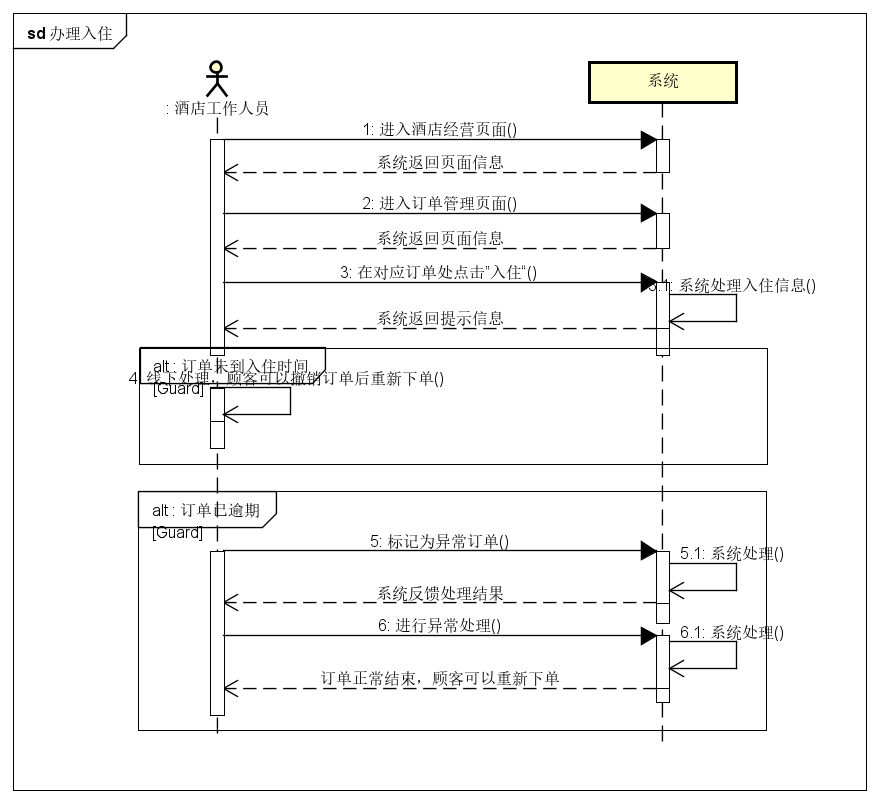 sd 办理入住
系统
: 酒店工作人员
1: 进入酒店经营页面()
系统返回页面信息
2: 进入订单管理页面()
系统返回页面信息
3: 在对应订单处点击"入住"()
3.1: 系统处理入住信息()
系统返回提示信息
alt : 订单未到入住时间
4: 线下处理，顾客可以撤销订单后重新下单()
[Guard]
alt : 订单已逾期
[Guard]
5: 标记为异常订单()
5.1: 系统处理()
系统反馈处理结果
6: 进行异常处理()
6.1: 系统处理()
订单正常结束，顾客可以重新下单